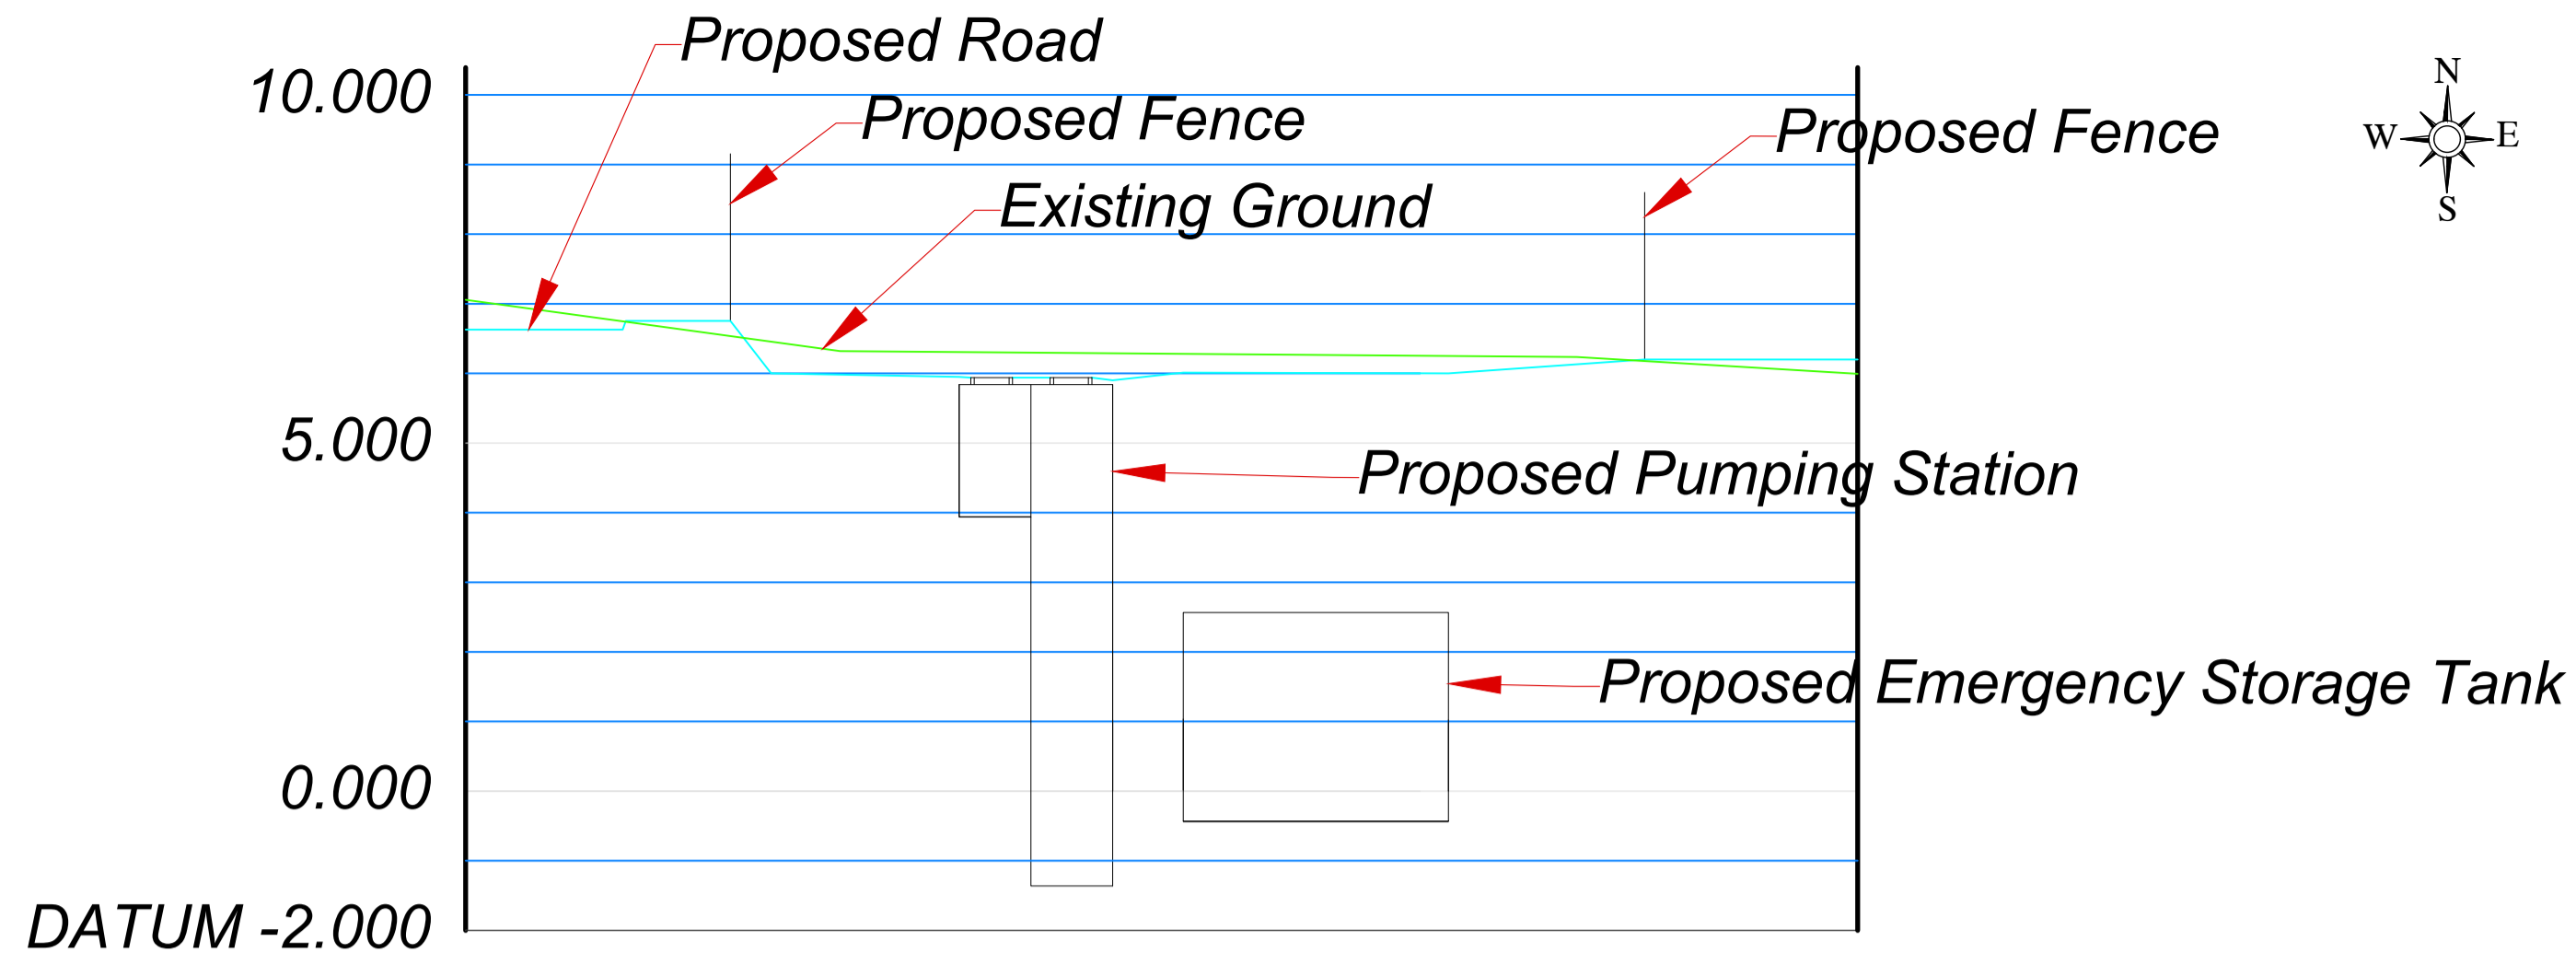 Proposed Road
10.000
Proposed Fence
Proposed Fence
N
W
E
S
Existing Ground
5.000
Proposed Pumping Station
Proposed Emergency Storage Tank
0.000
DATUM -2.000